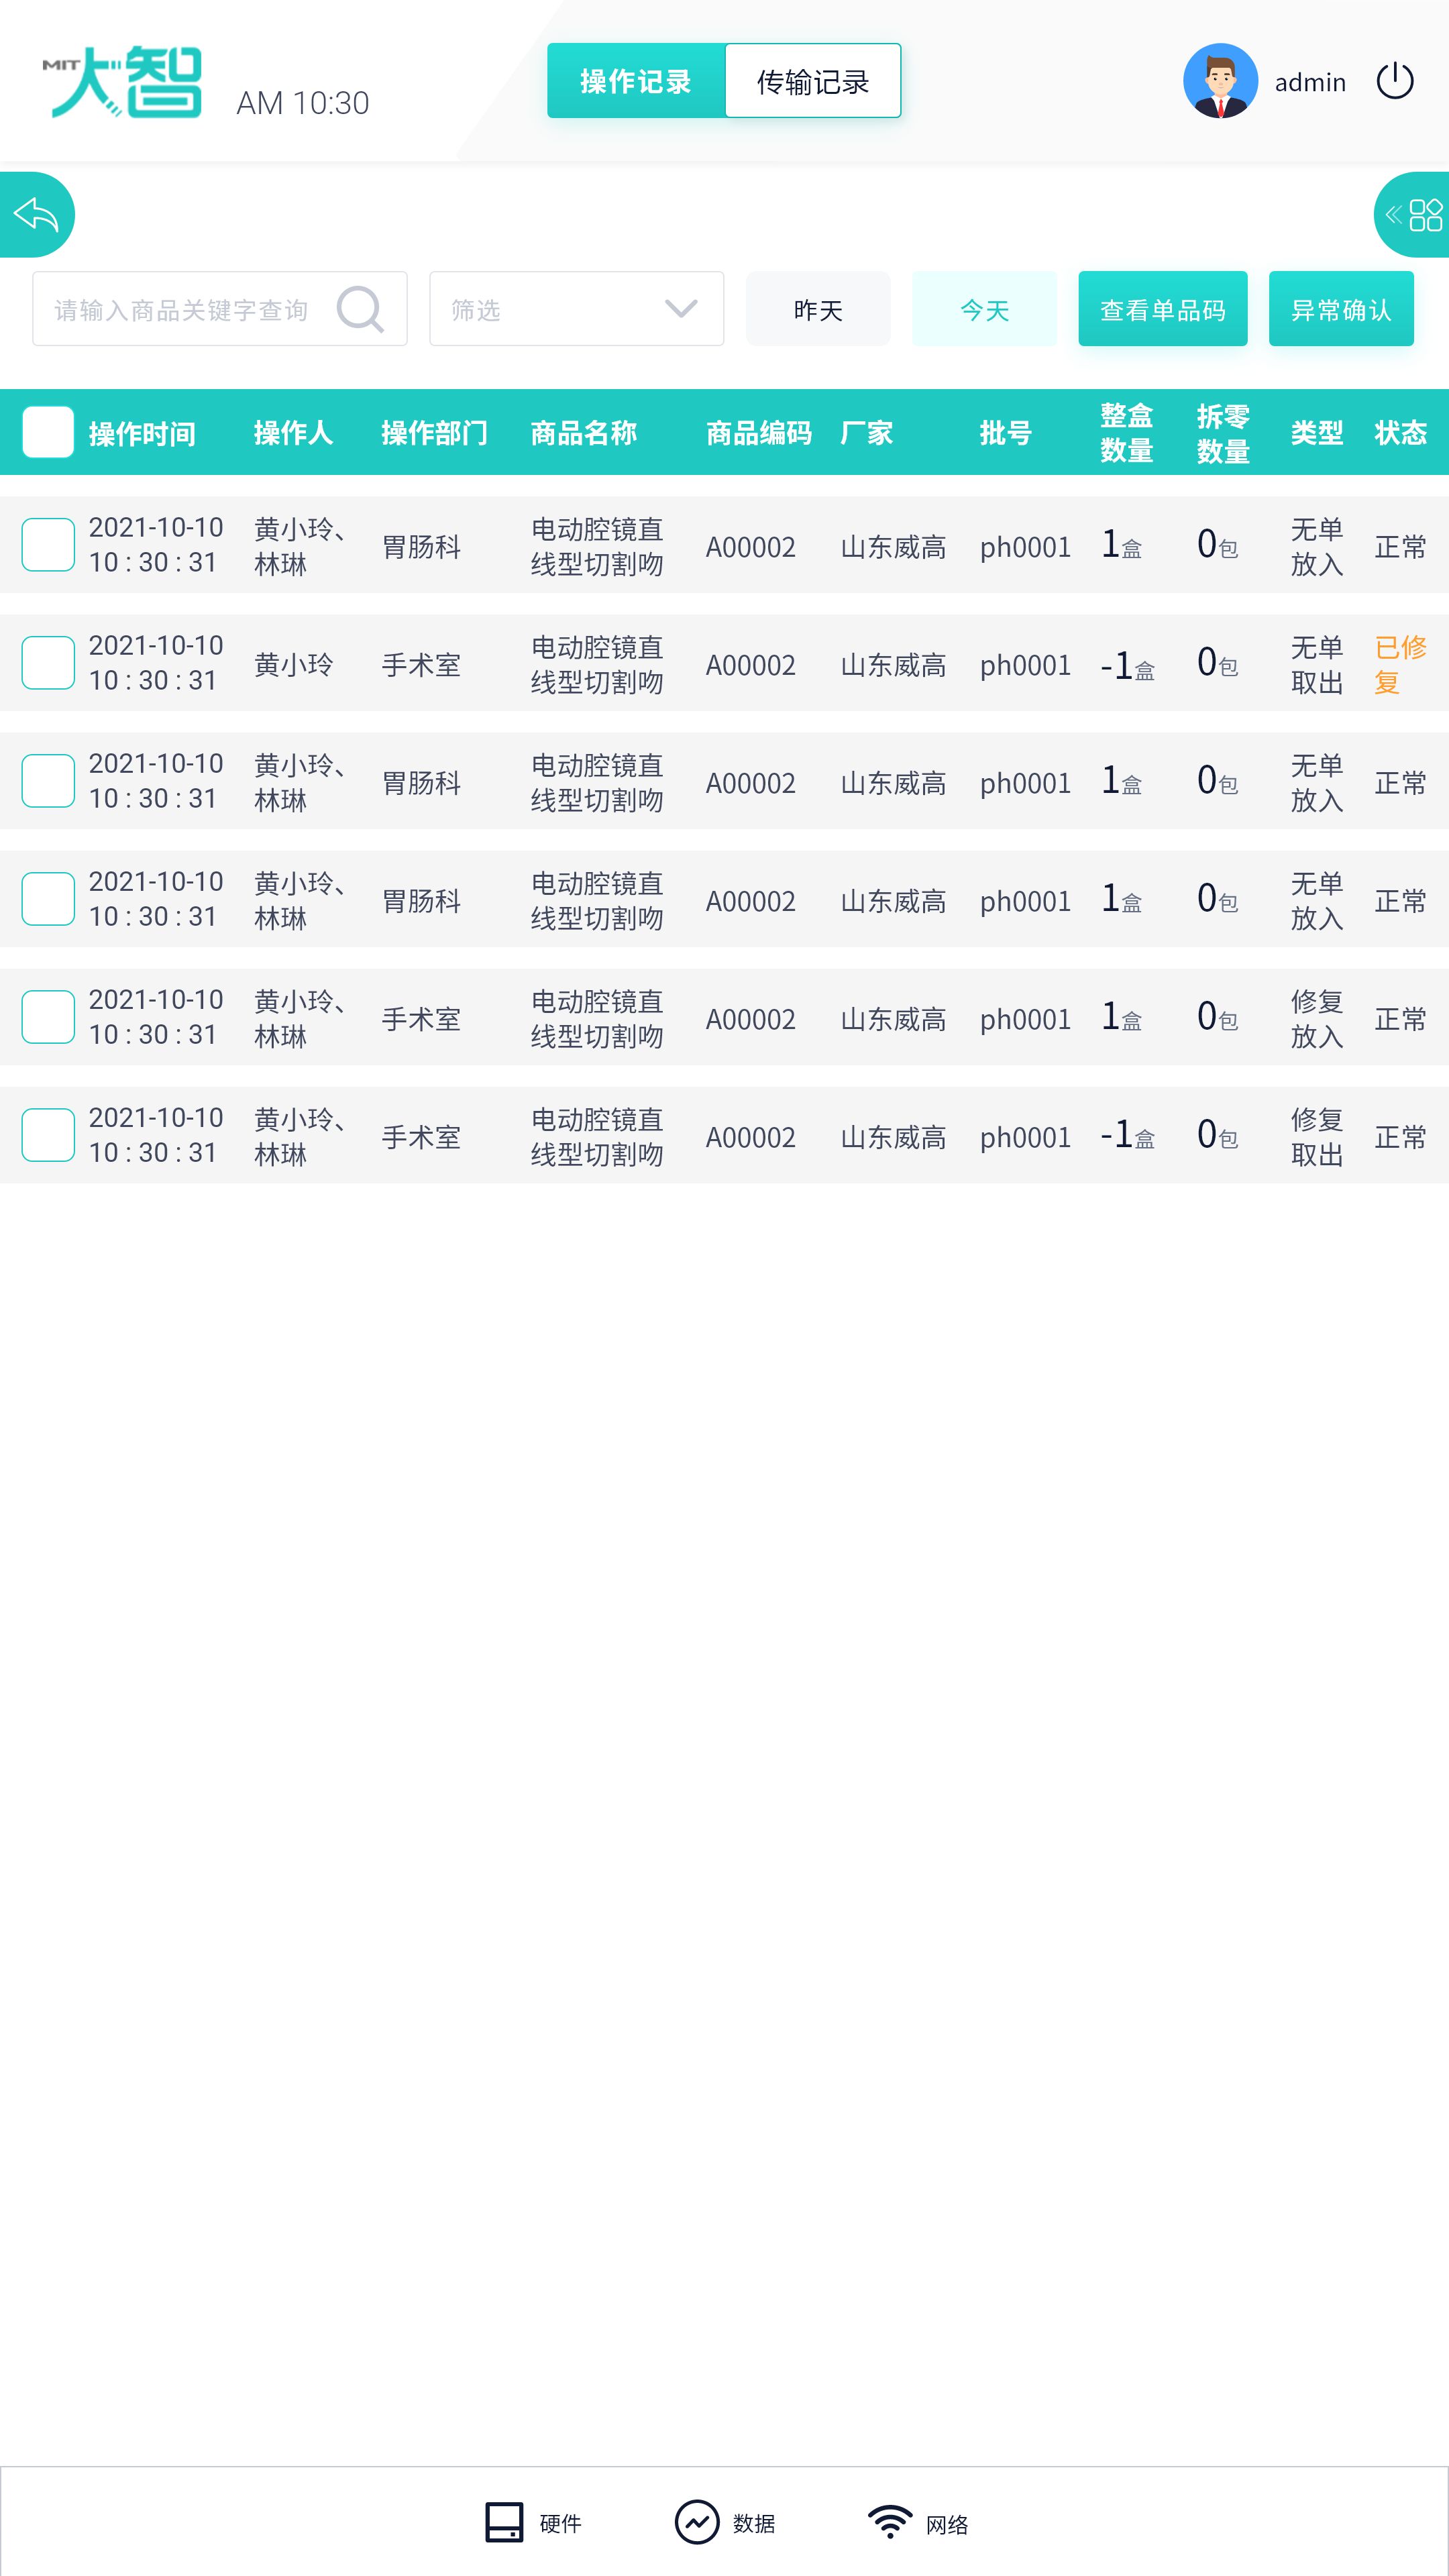 MIT大智
AM 10:30
操作记录
传输记录
admin
请输入商品关键字查询
筛选
昨天
今天
查看单品码
异常确认
操作时间 操作人 操作部门 商品名称 商品编码 厂家 批号 整盒 拆零 类型 状态
数量 数量
2021-10-10 黄小玲、 胃肠科 电动腔镜直 A00002 山东威高 ph0001 1盒 0包 无单 正常
10 : 30 : 31 林琳 线型切割吻 放入
2021-10-10 黄小玲 手术室 电动腔镜直 A00002 山东威高 ph0001 -1盒 0包 无单 已修
10 : 30 : 31 线型切割吻 取出 复
2021-10-10 黄小玲、 胃肠科 电动腔镜直 A00002 山东威高 ph0001 1盒 0包 无单 正常
10 : 30 : 31 林琳 线型切割吻 放入
2021-10-10 黄小玲、 胃肠科 电动腔镜直 A00002 山东威高 ph0001 1盒 0包 无单 正常
10 : 30 : 31 林琳 线型切割吻 放入
2021-10-10 黄小玲、 手术室 电动腔镜直 A00002 山东威高 ph0001 1盒 0包 修复 正常
10 : 30 : 31 林琳 线型切割吻 放入
2021-10-10 黄小玲、 手术室 电动腔镜直 A00002 山东威高 ph0001 -1盒 0包 修复 正常
10 : 30 : 31 林琳 线型切割吻 取出
硬件
数据
网络